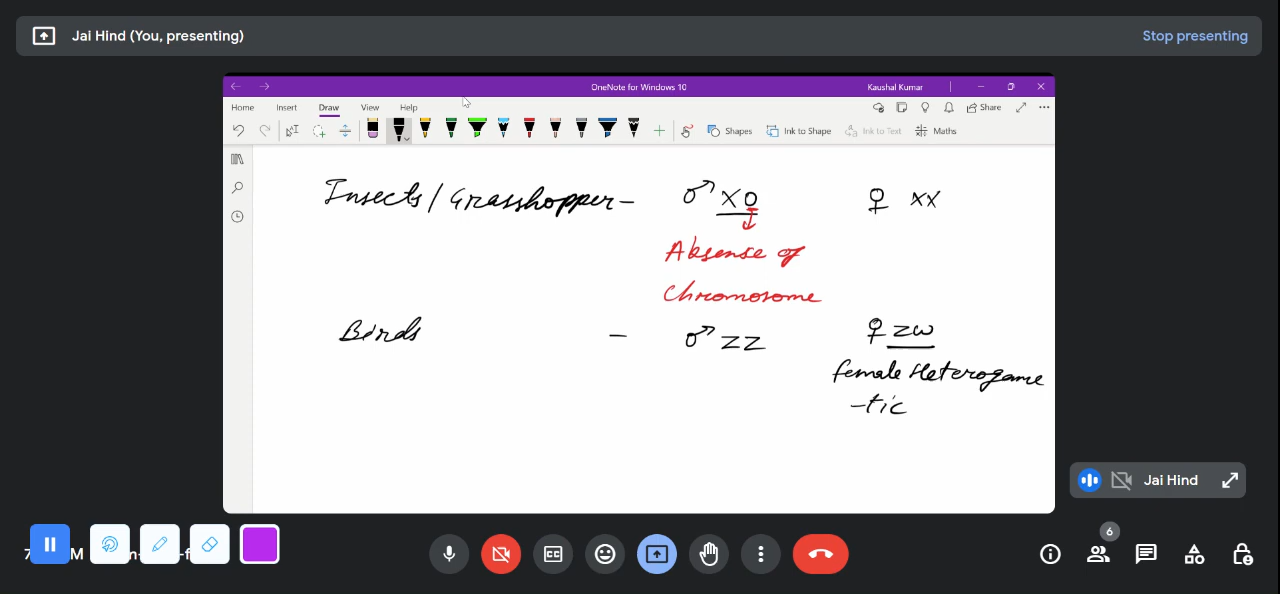 Jai Hind (You, presenting)
Stop presenting
OneNote for Windows 10
Kaushal Kumar
Home Insert Draw View Help
Share
Shapes Ink to Shape Ink to Text Maths
Insects/Grasshopper – ♂ XO ♀ XX
Absense of
Chromosome
Birds – ♂ ZZ ♀ ZW
female Heterogame
-tic
Jai Hind
6
CC